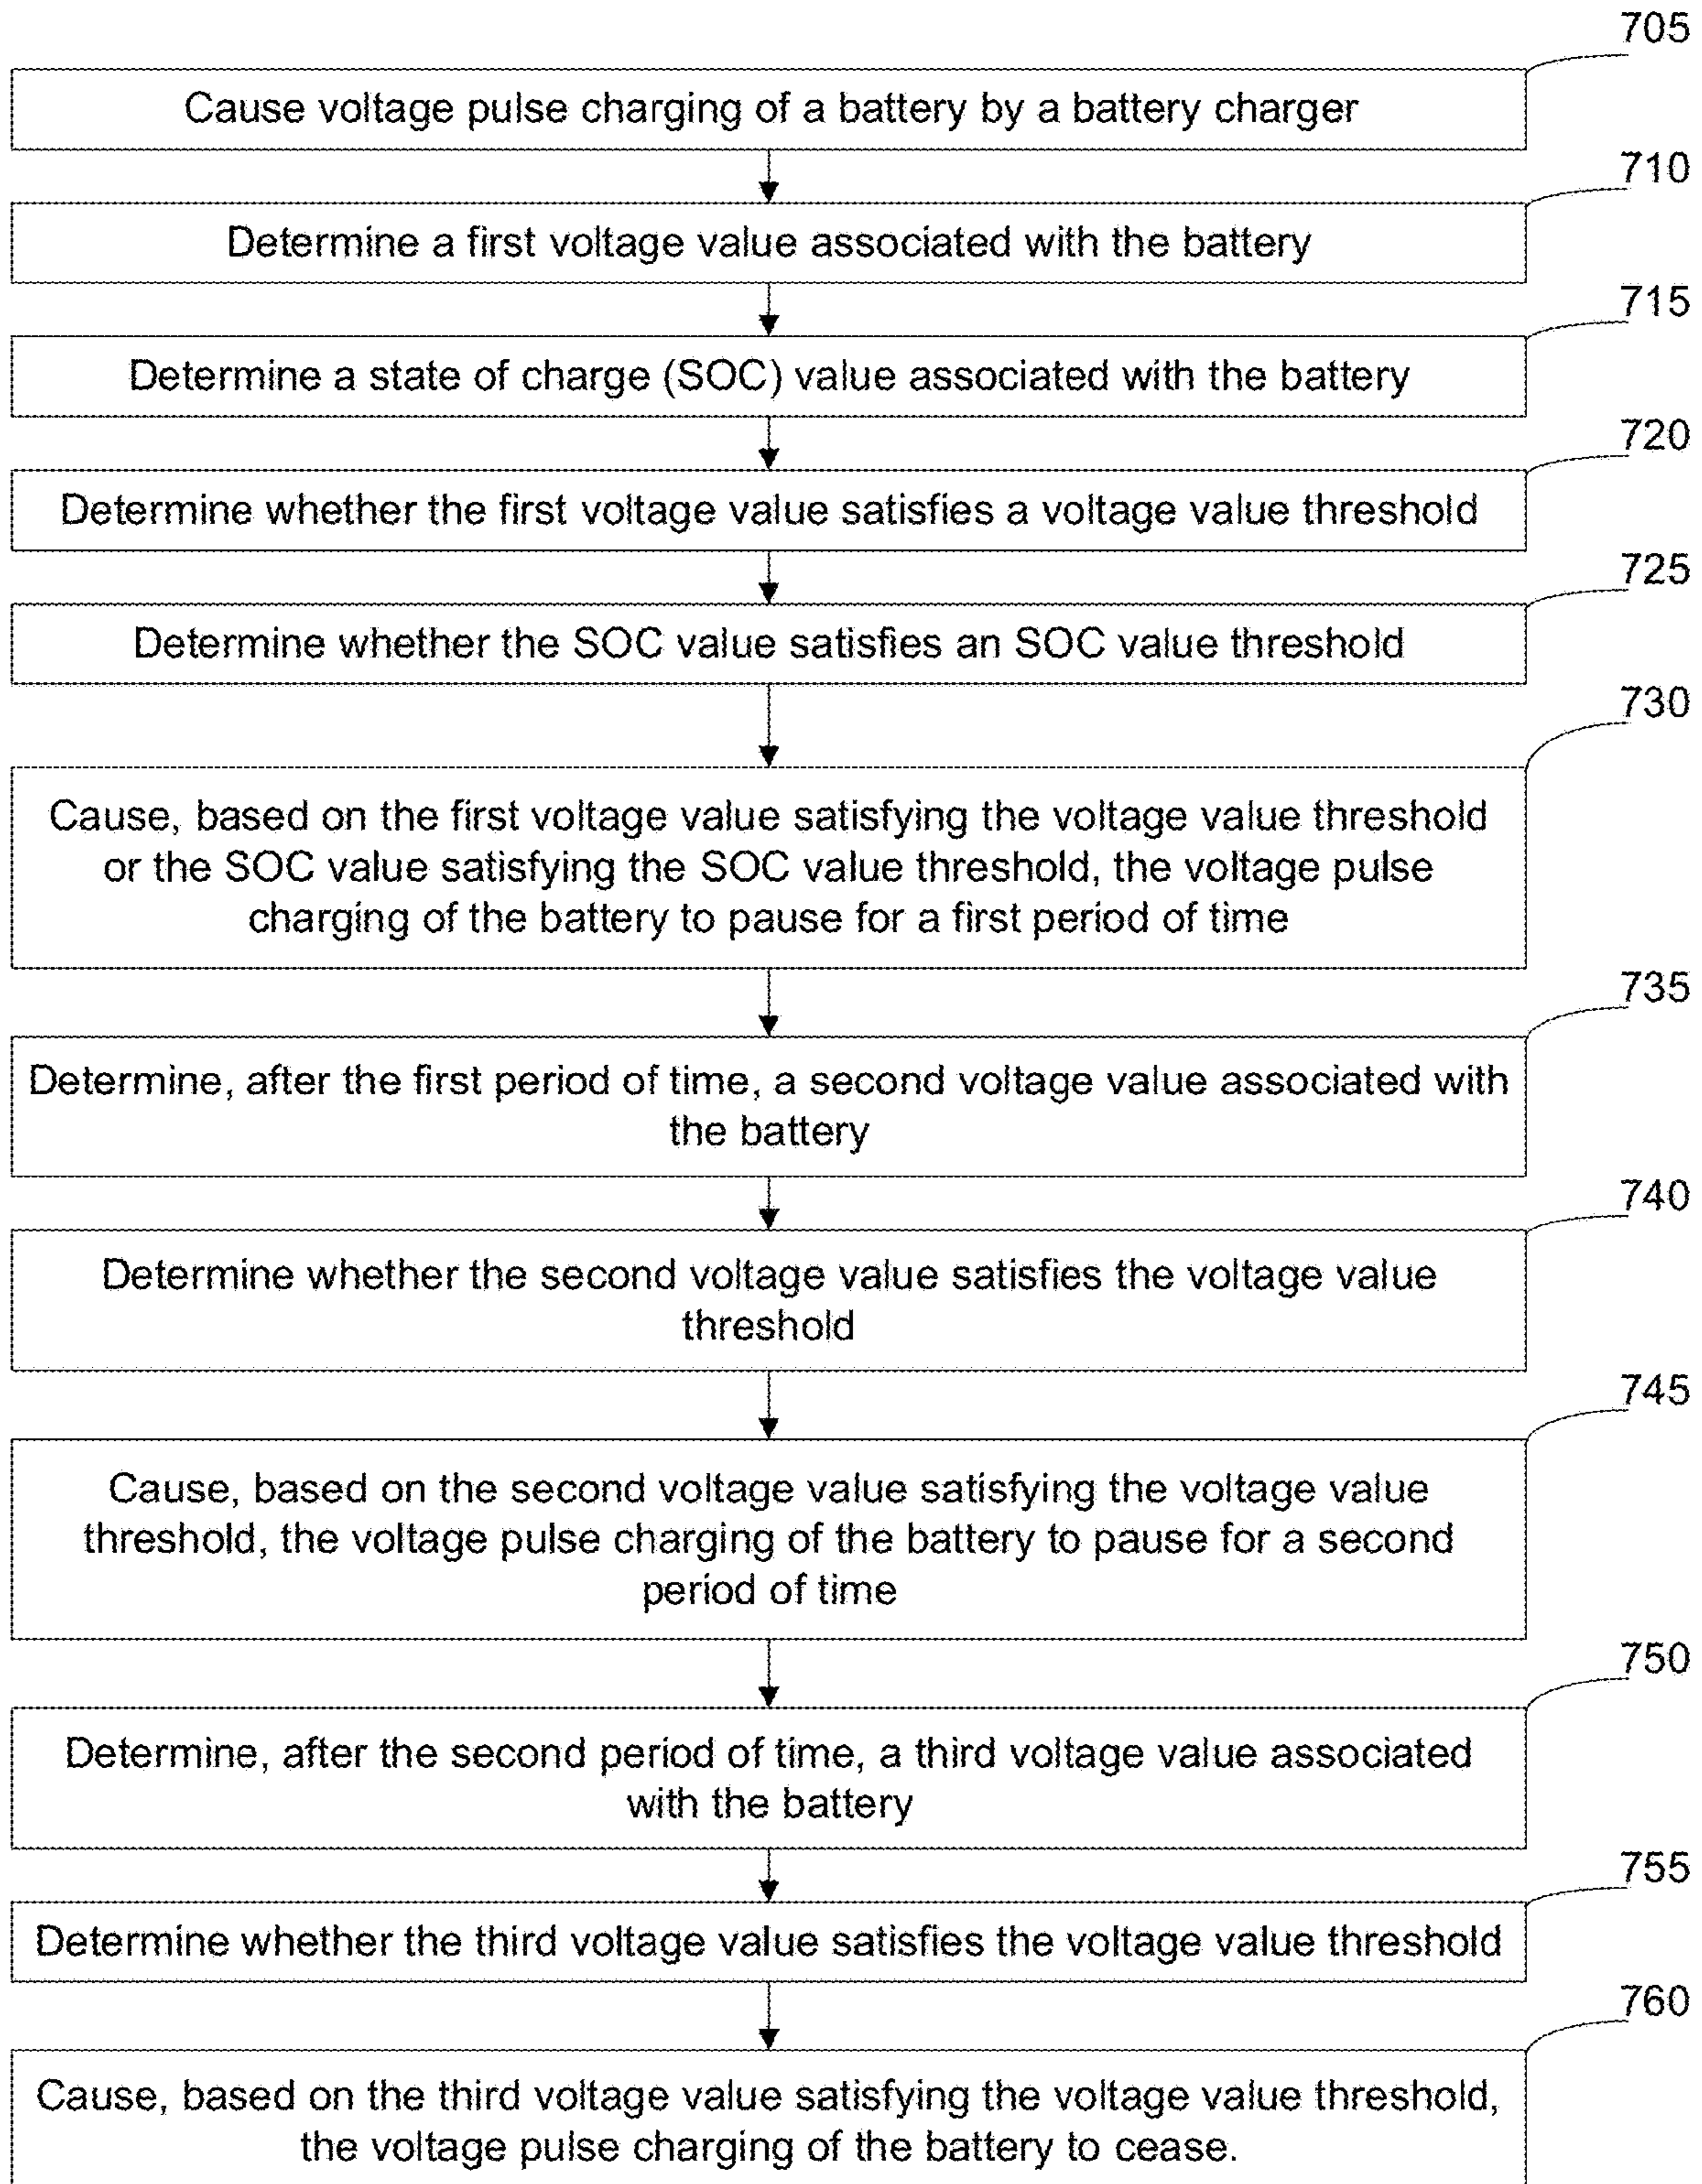 705
Cause voltage pulse charging of a battery by a battery charger
710
Determine a first voltage value associated with the battery
715
Determine a state of charge (SOC) value associated with the battery
720
Determine whether the first voltage value satisfies a voltage value threshold
725
Determine whether the SOC value satisfies an SOC value threshold
730
Cause, based on the first voltage value satisfying the voltage value threshold
or the SOC value satisfying the SOC value threshold, the voltage pulse
charging of the battery to pause for a first period of time
735
Determine, after the first period of time, a second voltage value associated with
the battery
740
Determine whether the second voltage value satisfies the voltage value
threshold
745
Cause, based on the second voltage value satisfying the voltage value
threshold, the voltage pulse charging of the battery to pause for a second
period of time
750
Determine, after the second period of time, a third voltage value associated
with the battery
755
Determine whether the third voltage value satisfies the voltage value threshold
760
Cause, based on the third voltage value satisfying the voltage value threshold,
the voltage pulse charging of the battery to cease.